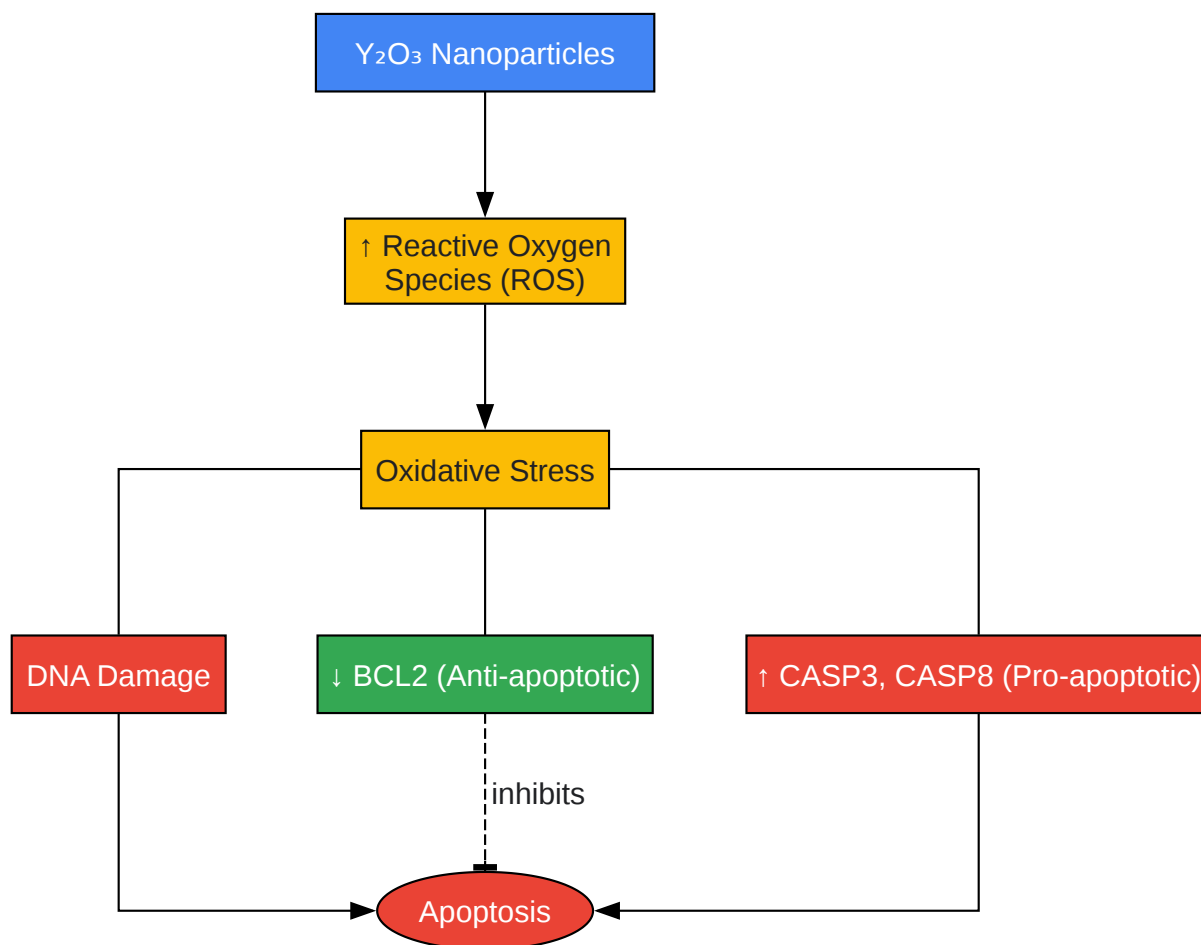 Y₂O₃ Nanoparticles
↑ Reactive Oxygen
Species (ROS)
Oxidative Stress
DNA Damage
↓ BCL2 (Anti-apoptotic)
↑ CASP3, CASP8 (Pro-apoptotic)
inhibits
Apoptosis